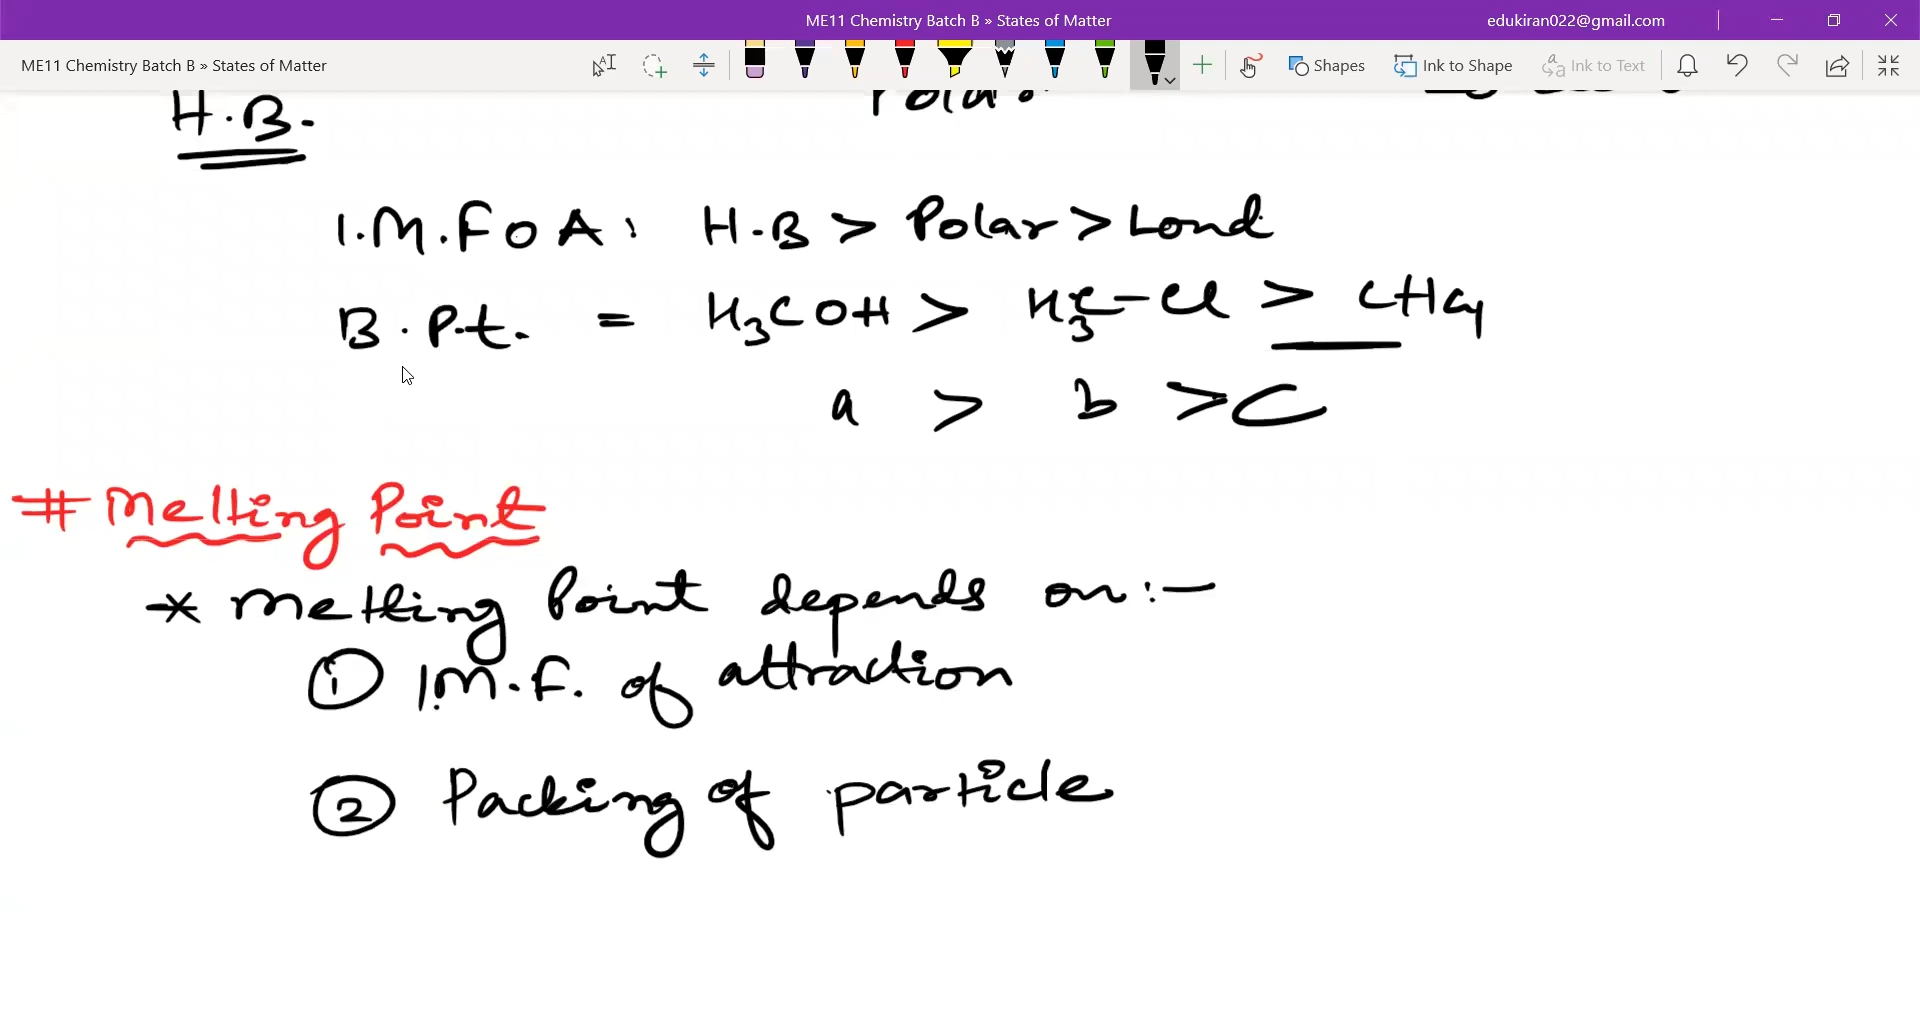 ME11 Chemistry Batch B » States of Matter
edukiran022@gmail.com
ME11 Chemistry Batch B » States of Matter
Shapes
Ink to Shape
Ink to Text
H.B.
Polar
I.M.F O A : H.B > Polar > Lond
B.P.t. = H3COH > H3C-Cl > CH4
a > b > C
# Melting Point
* Melting Point depends on :-
① I.M.F. of attraction
② Packing of particle